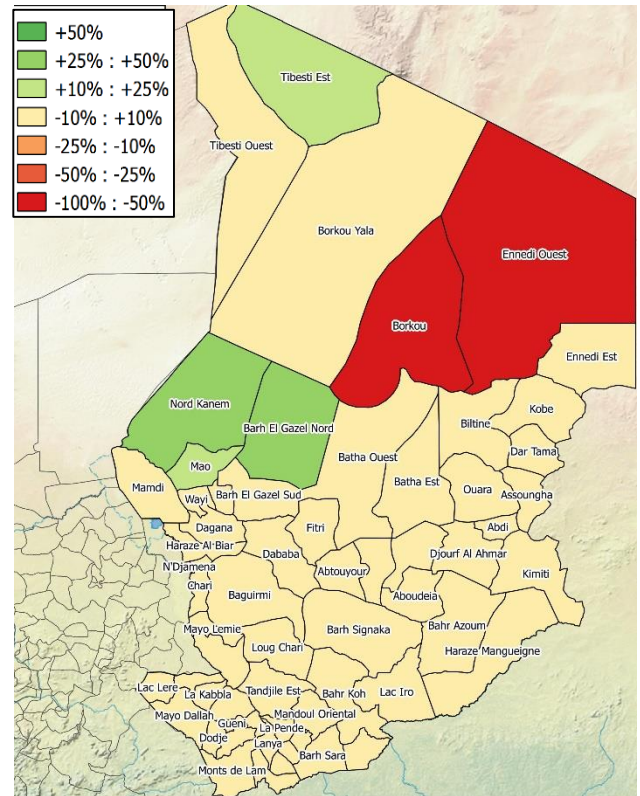 +50%
+25% : +50%
+10% : +25%
-10% : +10%
-25% : -10%
-50% : -25%
-100% : -50%
Tibesti Est
Tibesti Ouest
Borkou Yala
Ennedi Ouest
Borkou
Ennedi Est
Nord Kanem
Barh El Gazel Nord
Kobe
Biltine
Dar Tama
Mao
Batha Ouest
Batha Est
Mamdi
Wayi
Barh El Gazel Sud
Ouara
Assoungha
Dagana
Fitri
Abdi
Haraze Al Biar
Dababa
Djourf Al Ahmar
N'Djamena
Abtouyour
Kimiti
Chari
Baguirmi
Aboudeia
Mayo Lemie
Barh Signaka
Bahr Azoum
Loug Chari
Haraze Mangueigne
Lac Lere
La Kabbla
Tandjile Est
Bahr Koh
Lac Iro
Mayo Dallah
Gueni
Mandoul Oriental
La Pende
Dodje
Lanya
Barh Sara
Monts de Lam